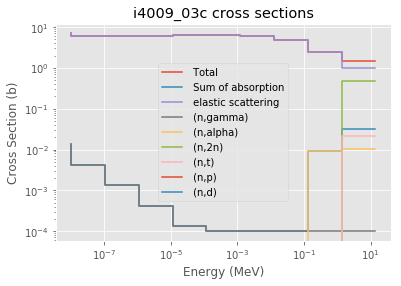 i4009_03c cross sections
Cross Section (b)
10¹
10⁰
10⁻¹
10⁻²
10⁻³
10⁻⁴
Total
Sum of absorption
elastic scattering
(n,gamma)
(n,alpha)
(n,2n)
(n,t)
(n,p)
(n,d)
10⁻⁷
10⁻⁵
10⁻³
10⁻¹
10¹
Energy (MeV)